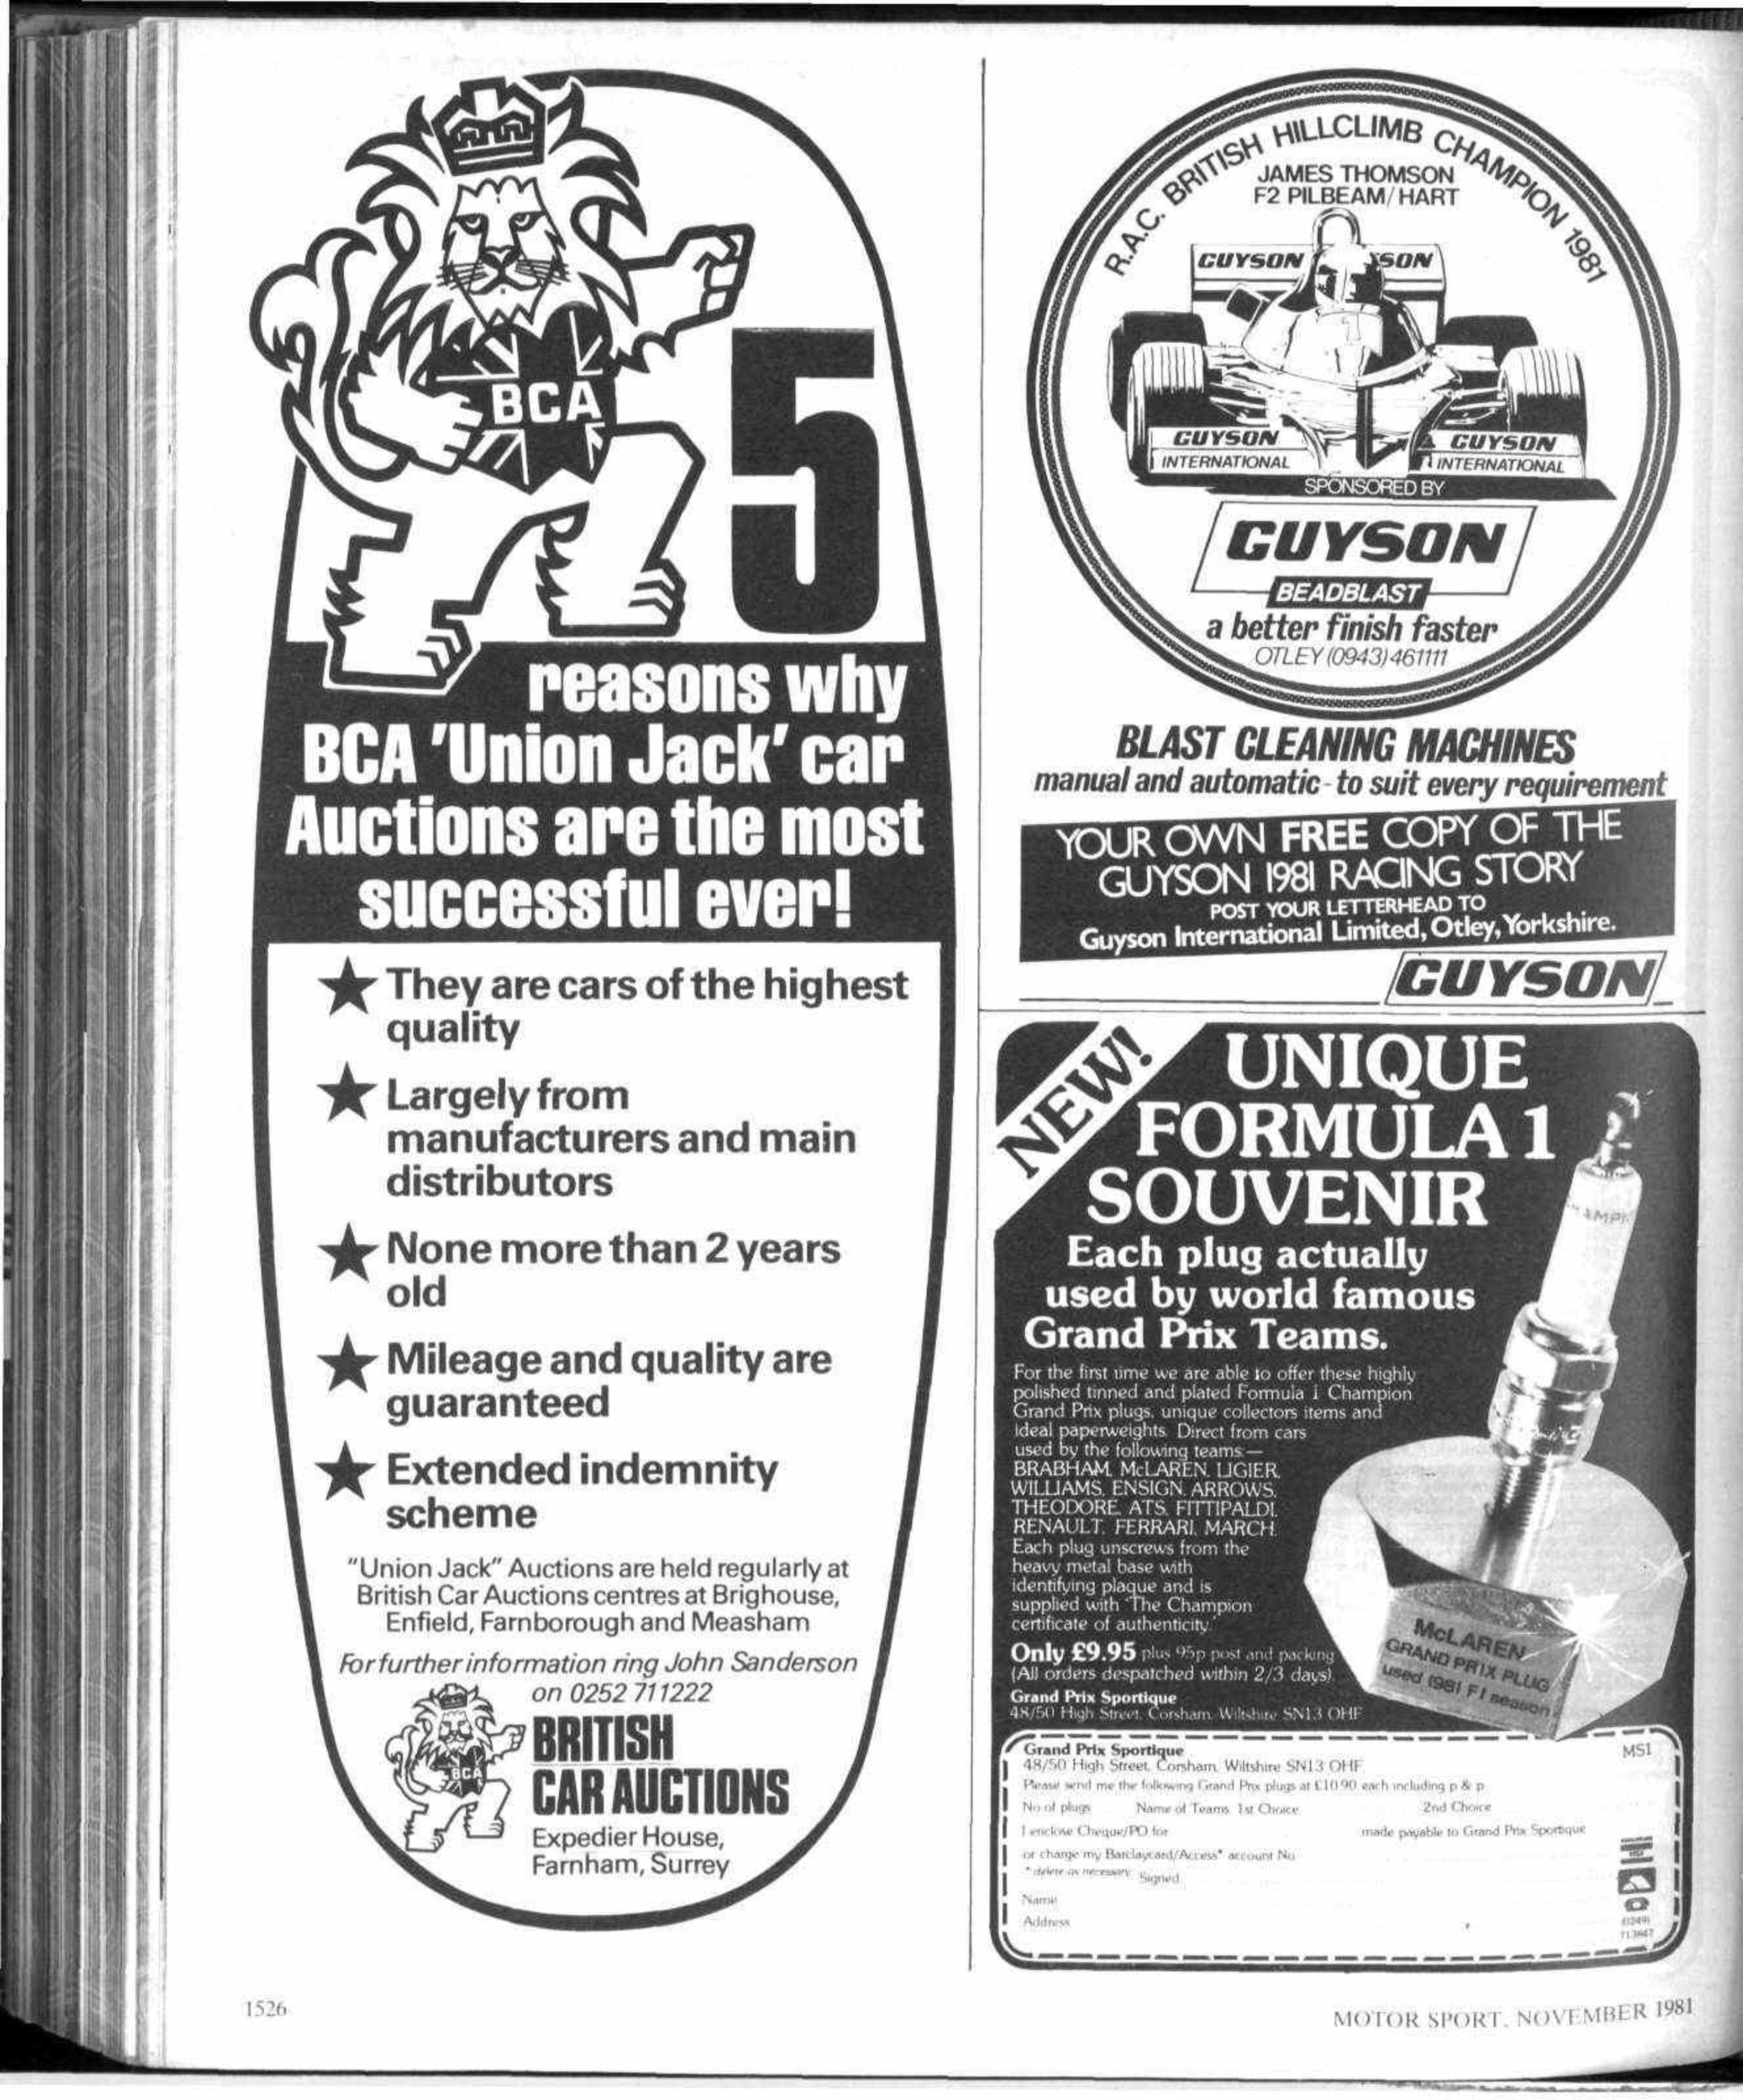 BCA
5
reasons why
BCA 'Union Jack' car
Auctions are the most
successful ever!
★ They are cars of the highest
quality
★ Largely from
manufacturers and main
distributors
★ None more than 2 years
old
★ Mileage and quality are
guaranteed
★ Extended indemnity
scheme
"Union Jack" Auctions are held regularly at
British Car Auctions centres at Brighouse,
Enfield, Farnborough and Measham
For further information ring John Sanderson
on 0252 711222
BCA
BRITISH
CAR AUCTIONS
Expedier House,
Farnham, Surrey
R.A.C. BRITISH HILLCLIMB CHAMPION 1981
JAMES THOMSON
F2 PILBEAM/HART
GUYSON SON
GUYSON GUYSON
INTERNATIONAL INTERNATIONAL
SPONSORED BY
GUYSON
BEADBLAST
a better finish faster
OTLEY (0943) 461111
BLAST CLEANING MACHINES
manual and automatic - to suit every requirement
YOUR OWN FREE COPY OF THE
GUYSON 1981 RACING STORY
POST YOUR LETTERHEAD TO
Guyson International Limited, Otley, Yorkshire.
GUYSON
NEW!
UNIQUE
FORMULA 1
SOUVENIR
Each plug actually
used by world famous
Grand Prix Teams.
For the first time we are able to offer these highly
polished tinned and plated Formula 1 Champion
Grand Prix plugs, unique collectors items and
ideal paperweights. Direct from cars
used by the following teams:—
BRABHAM, McLAREN, LIGIER,
WILLIAMS, ENSIGN, ARROWS,
THEODORE, ATS, FITTIPALDI,
RENAULT, FERRARI, MARCH.
Each plug unscrews from the
heavy metal base with
identifying plaque and is
supplied with 'The Champion
certificate of authenticity.'
Only £9.95 plus 95p post and packing
(All orders despatched within 2/3 days).
Grand Prix Sportique
48/50 High Street, Corsham, Wiltshire SN13 OHF
McLAREN
GRAND PRIX PLUG
used 1981 F1 season
Grand Prix Sportique MS1
48/50 High Street, Corsham, Wiltshire SN13 OHF
Please send me the following Grand Prix plugs at £10.90 each including p & p
No of plugs Name of Teams 1st Choice 2nd Choice
I enclose Cheque/PO for made payable to Grand Prix Sportique
or charge my Barclaycard/Access* account No
* delete as necessary Signed
Name
Address
1526
MOTOR SPORT, NOVEMBER 1981